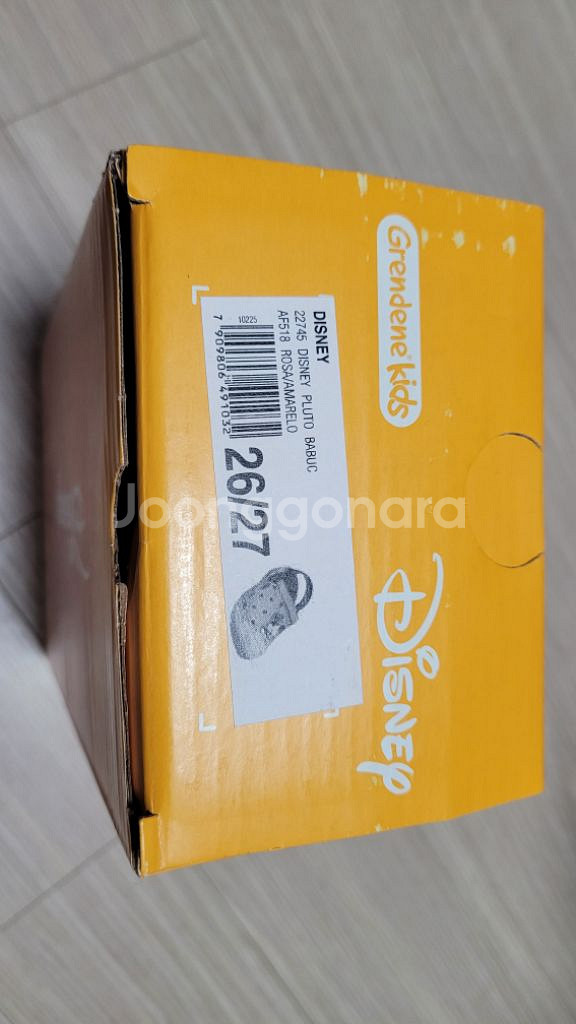 Grendene® kids
DISNEY
DISNEY
22745 DISNEY PLUTO BABUC
AF518 ROSA/AMARELO
10225
7 909806 491032
26/27
Joonggonara